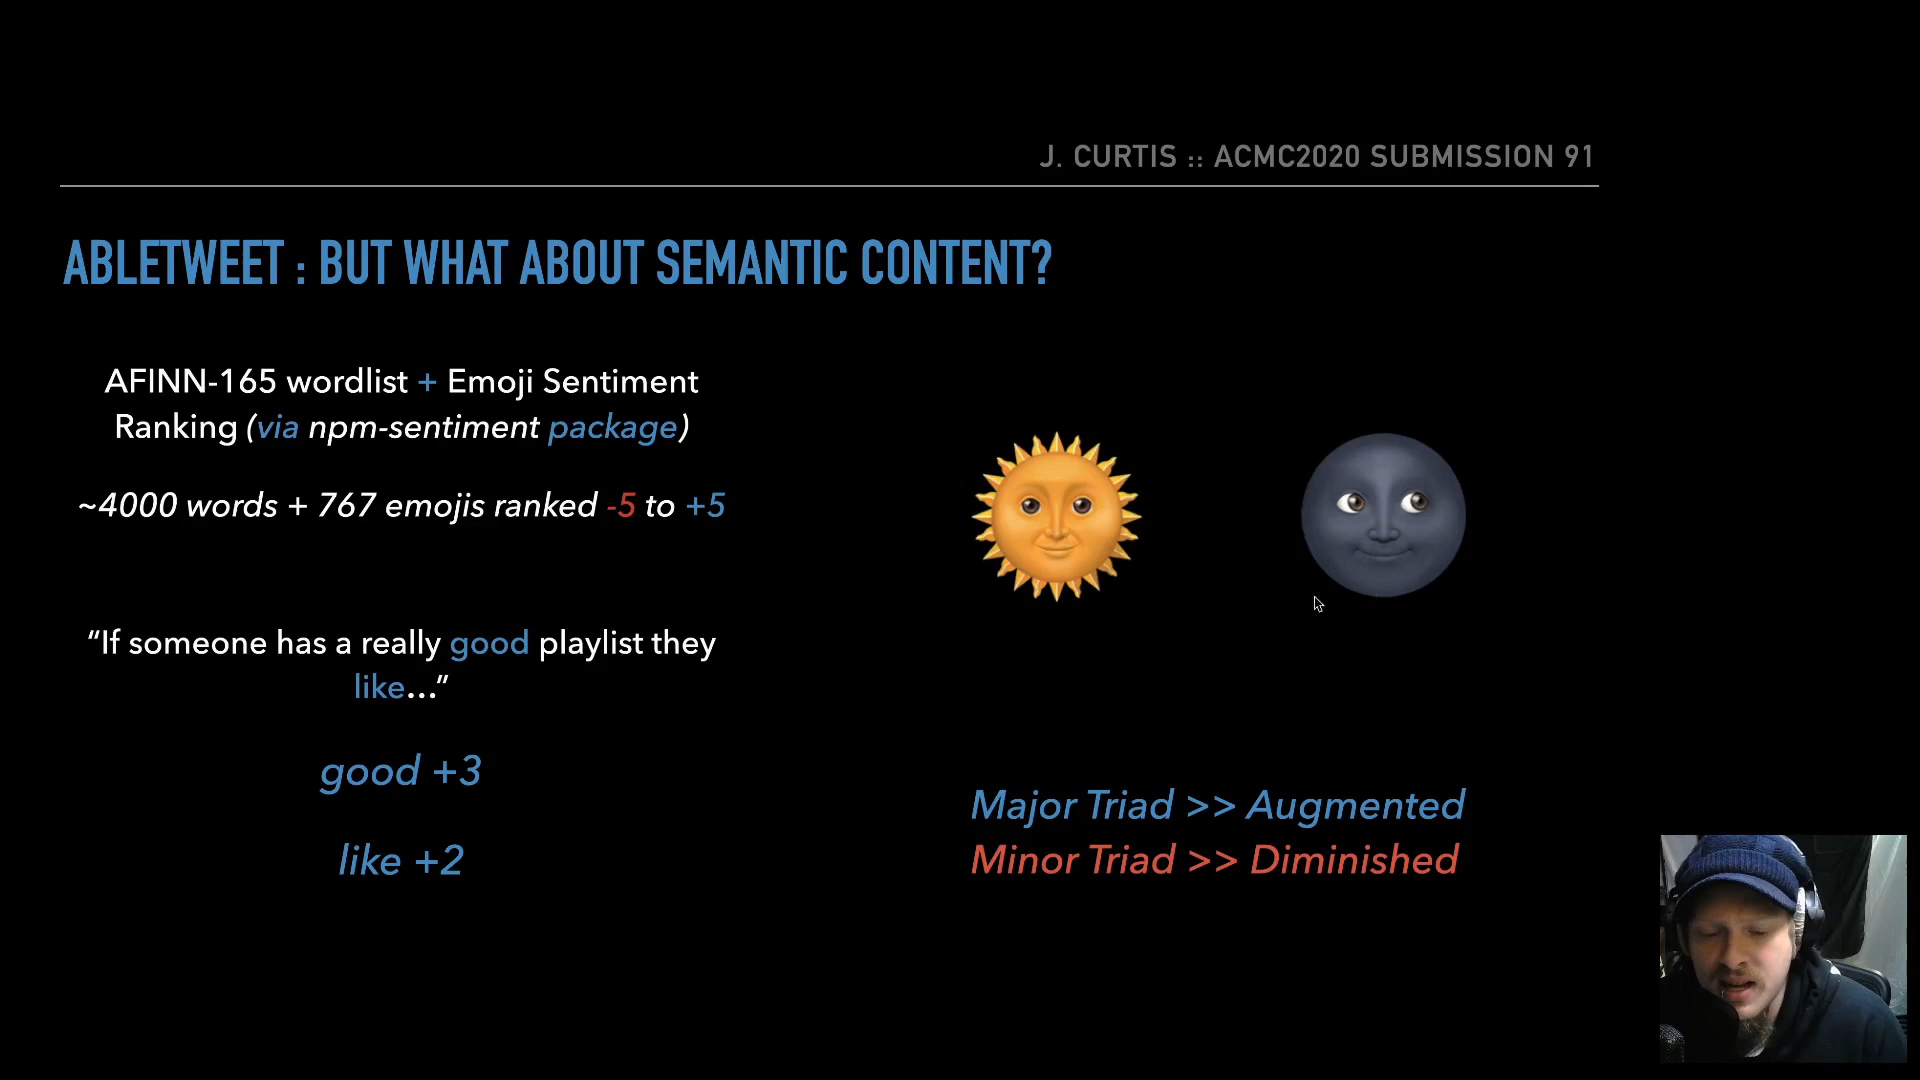 J. CURTIS :: ACMC2020 SUBMISSION 91
ABLETWEET : BUT WHAT ABOUT SEMANTIC CONTENT?
AFINN-165 wordlist + Emoji Sentiment
Ranking (via npm-sentiment package)
~4000 words + 767 emojis ranked -5 to +5
“If someone has a really good playlist they
like…”
good +3
like +2
Major Triad >> Augmented
Minor Triad >> Diminished